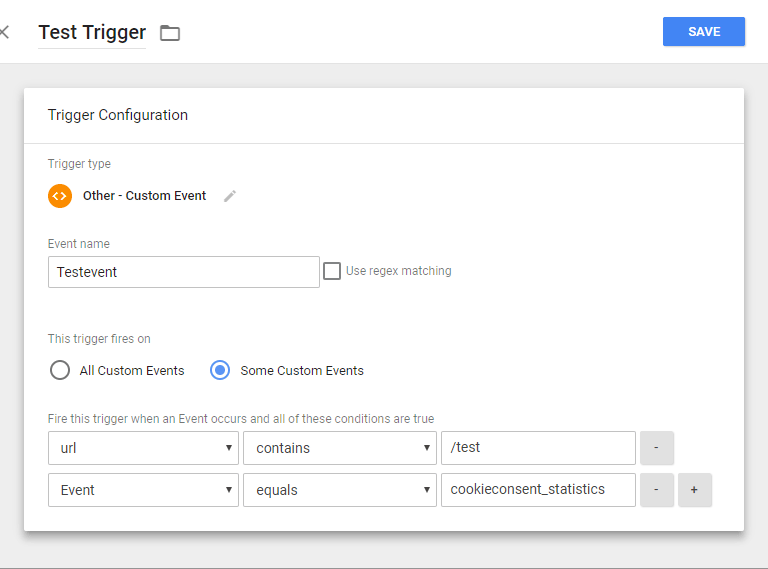 Test Trigger
SAVE
Trigger Configuration
Trigger type
Other - Custom Event
Event name
Testevent
Use regex matching
This trigger fires on
All Custom Events
Some Custom Events
Fire this trigger when an Event occurs and all of these conditions are true
url contains /test -
Event equals cookieconsent_statistics - +